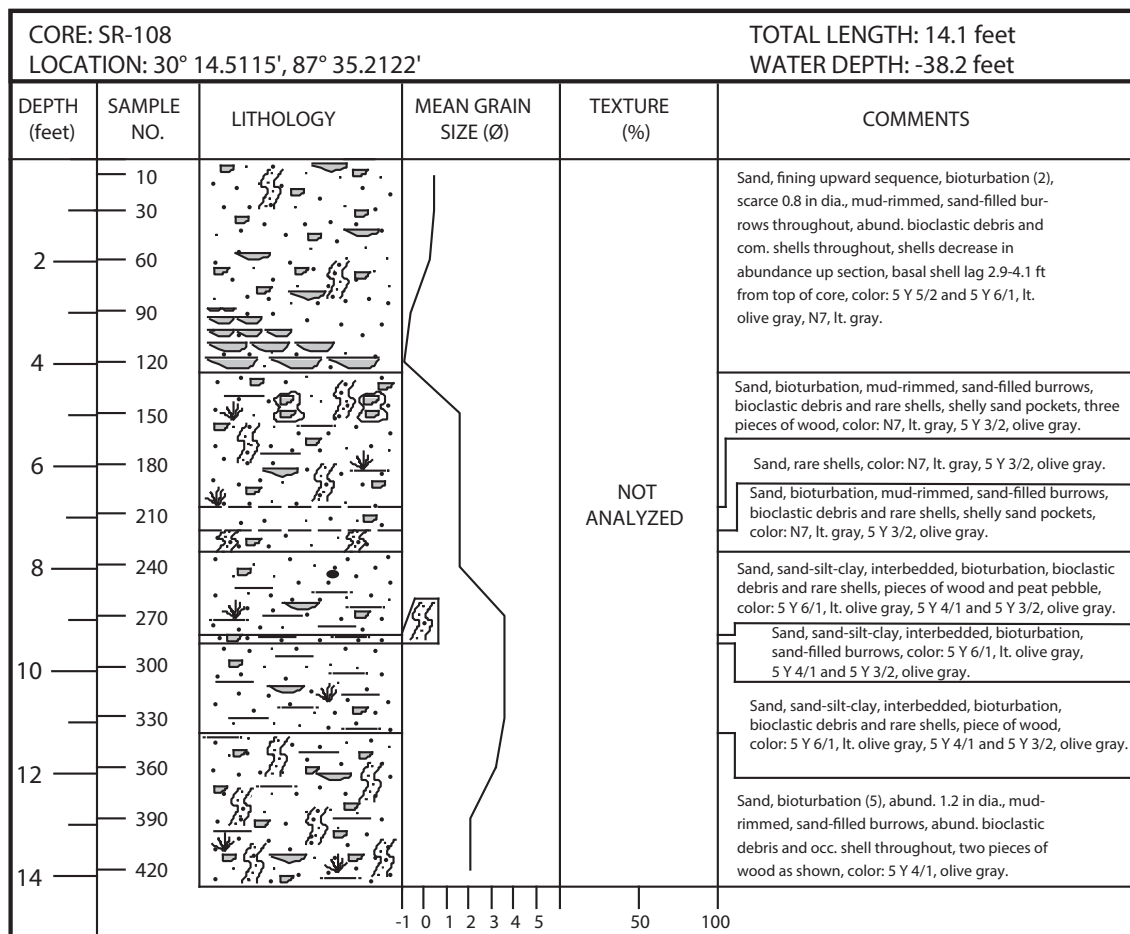 CORE: SR-108
TOTAL LENGTH: 14.1 feet
LOCATION: 30° 14.5115', 87° 35.2122'
WATER DEPTH: -38.2 feet
DEPTH
(feet)
SAMPLE
NO.
LITHOLOGY
MEAN GRAIN
SIZE (Ø)
TEXTURE
(%)
COMMENTS
2
4
6
8
10
12
14
10
30
60
90
120
150
180
210
240
270
300
330
360
390
420
NOT
ANALYZED
Sand, fining upward sequence, bioturbation (2),
scarce 0.8 in dia., mud-rimmed, sand-filled bur-
rows throughout, abund. bioclastic debris and
com. shells throughout, shells decrease in
abundance up section, basal shell lag 2.9-4.1 ft
from top of core, color: 5 Y 5/2 and 5 Y 6/1, lt.
olive gray, N7, lt. gray.
Sand, bioturbation, mud-rimmed, sand-filled burrows,
bioclastic debris and rare shells, shelly sand pockets, three
pieces of wood, color: N7, lt. gray, 5 Y 3/2, olive gray.
Sand, rare shells, color: N7, lt. gray, 5 Y 3/2, olive gray.
Sand, bioturbation, mud-rimmed, sand-filled burrows,
bioclastic debris and rare shells, shelly sand pockets,
color: N7, lt. gray, 5 Y 3/2, olive gray.
Sand, sand-silt-clay, interbedded, bioturbation, bioclastic
debris and rare shells, pieces of wood and peat pebble,
color: 5 Y 6/1, lt. olive gray, 5 Y 4/1 and 5 Y 3/2, olive gray.
Sand, sand-silt-clay, interbedded, bioturbation,
sand-filled burrows, color: 5 Y 6/1, lt. olive gray,
5 Y 4/1 and 5 Y 3/2, olive gray.
Sand, sand-silt-clay, interbedded, bioturbation,
bioclastic debris and rare shells, piece of wood,
color: 5 Y 6/1, lt. olive gray, 5 Y 4/1 and 5 Y 3/2, olive gray.
Sand, bioturbation (5), abund. 1.2 in dia., mud-
rimmed, sand-filled burrows, abund. bioclastic
debris and occ. shell throughout, two pieces of
wood as shown, color: 5 Y 4/1, olive gray.
-1 0 1 2 3 4 5
50 100